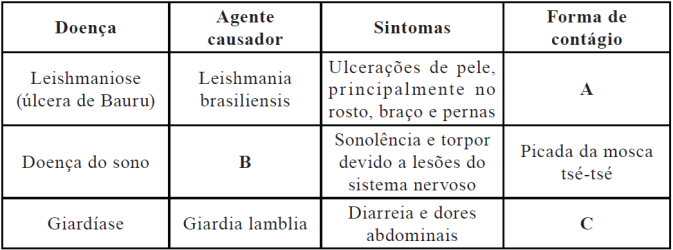 Doença
Agente
causador
Sintomas
Forma de
contágio
Leishmaniose
(úlcera de Bauru)
Leishmania
brasiliensis
Ulcerações de pele,
principalmente no
rosto, braço e pernas
A
Doença do sono
B
Sonolência e torpor
devido a lesões do
sistema nervoso
Picada da mosca
tsé-tsé
Giardíase
Giardia lamblia
Diarreia e dores
abdominais
C